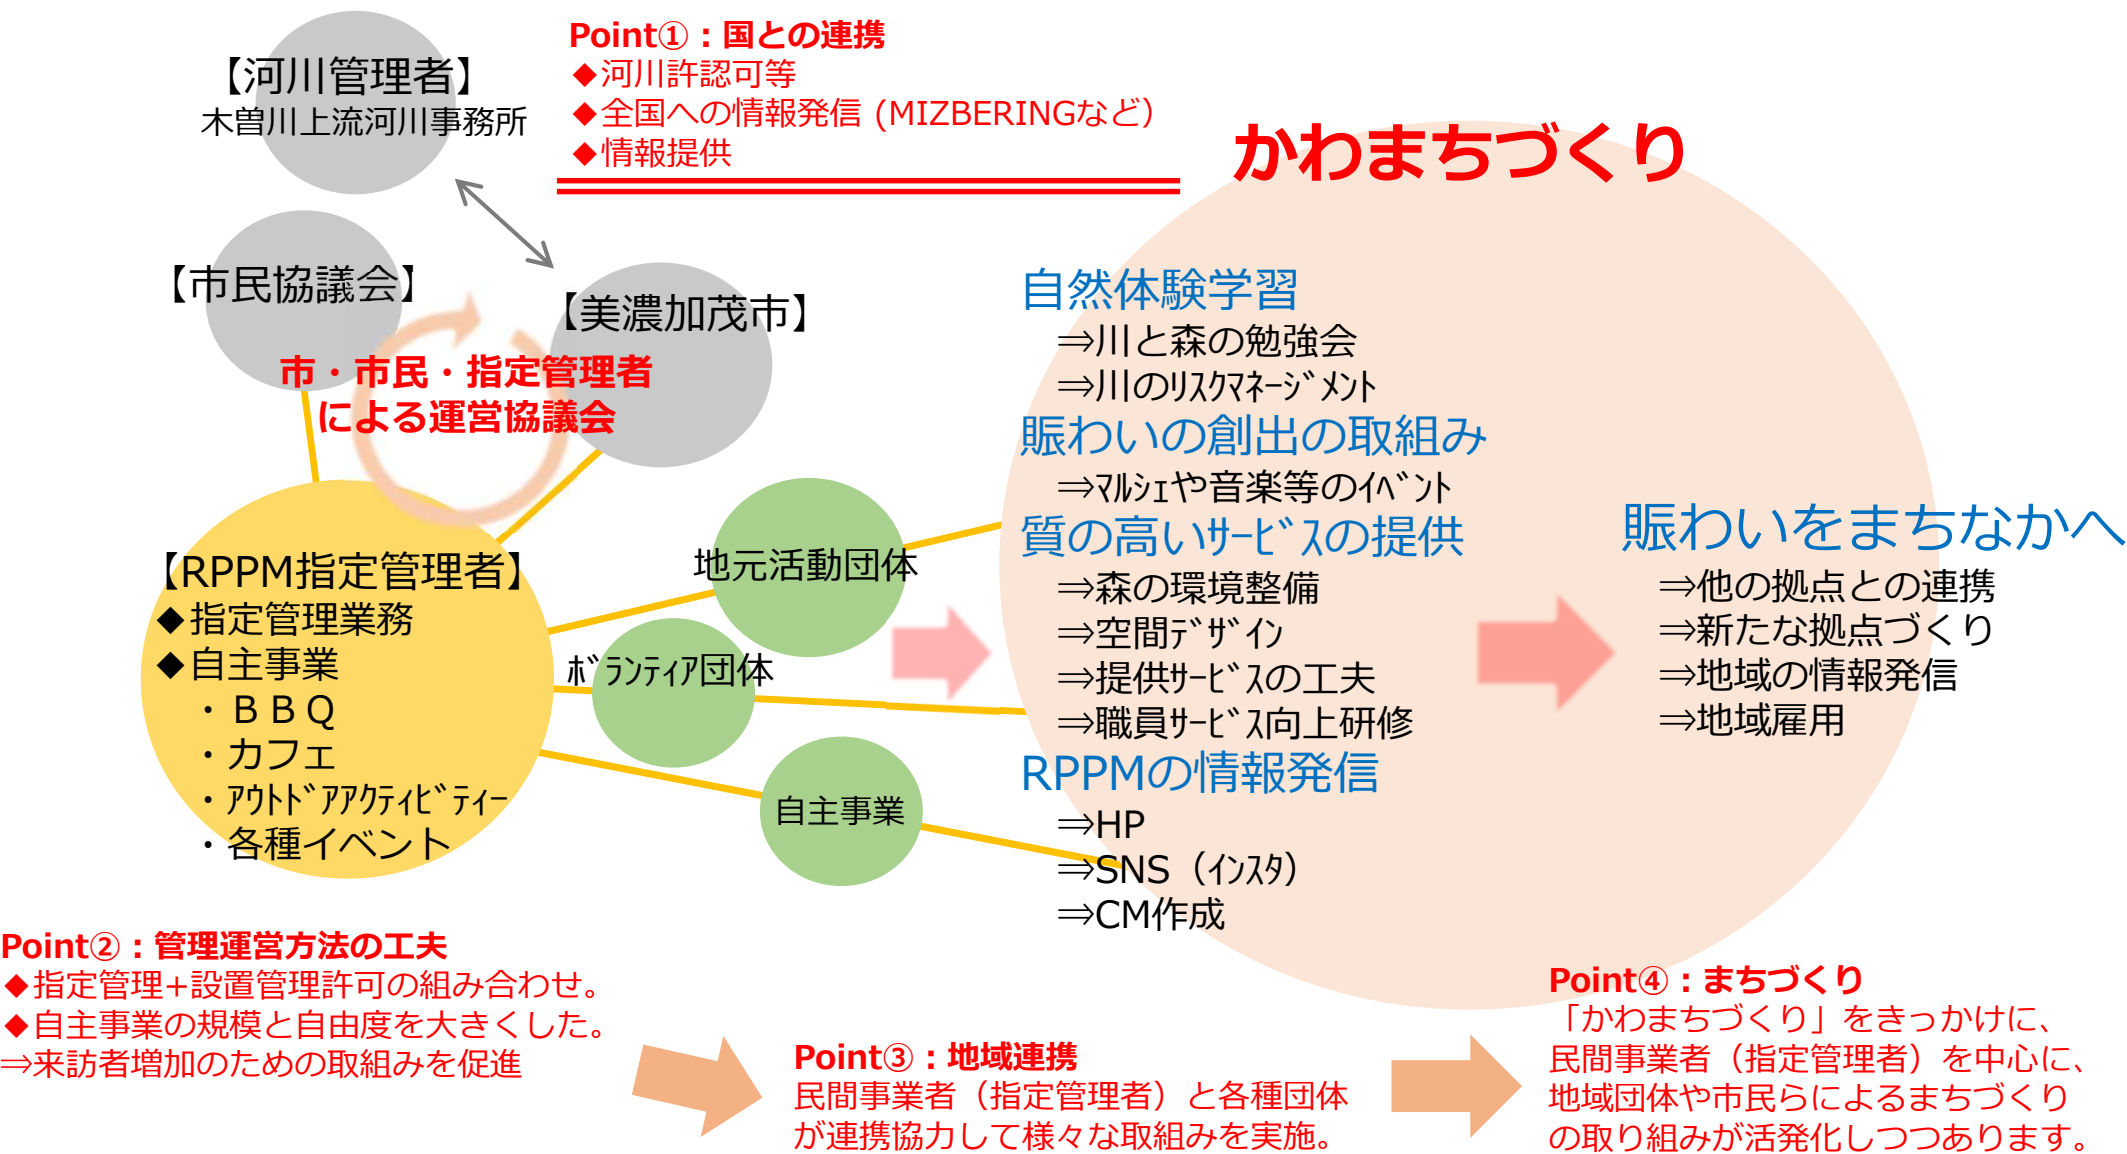 【河川管理者】
木曽川上流河川事務所
Point①：国との連携
◆河川許認可等
◆全国への情報発信 (MIZBERINGなど）
◆情報提供
かわまちづくり
【市民協議会】
【美濃加茂市】
市・市民・指定管理者
による運営協議会
【RPPM指定管理者】
◆指定管理業務
◆自主事業
・ＢＢＱ
・カフェ
・ｱｳﾄﾄﾞｱｱｸﾃｨﾋﾞﾃｨｰ
・各種イベント
地元活動団体
ﾎﾞﾗﾝﾃｨｱ団体
自主事業
自然体験学習
⇒川と森の勉強会
⇒川のﾘｽｸﾏﾈｰｼﾞﾒﾝﾄ
賑わいの創出の取組み
⇒ﾏﾙｼｪや音楽等のｲﾍﾞﾝﾄ
質の高いｻｰﾋﾞｽの提供
⇒森の環境整備
⇒空間ﾃﾞｻﾞｲﾝ
⇒提供ｻｰﾋﾞｽの工夫
⇒職員ｻｰﾋﾞｽ向上研修
RPPMの情報発信
⇒HP
⇒SNS（ｲﾝｽﾀ）
⇒CM作成
賑わいをまちなかへ
⇒他の拠点との連携
⇒新たな拠点づくり
⇒地域の情報発信
⇒地域雇用
Point②：管理運営方法の工夫
◆指定管理+設置管理許可の組み合わせ。
◆自主事業の規模と自由度を大きくした。
⇒来訪者増加のための取組みを促進
Point③：地域連携
民間事業者（指定管理者）と各種団体
が連携協力して様々な取組みを実施。
Point④：まちづくり
「かわまちづくり」をきっかけに、
民間事業者（指定管理者）を中心に、
地域団体や市民らによるまちづくり
の取り組みが活発化しつつあります。